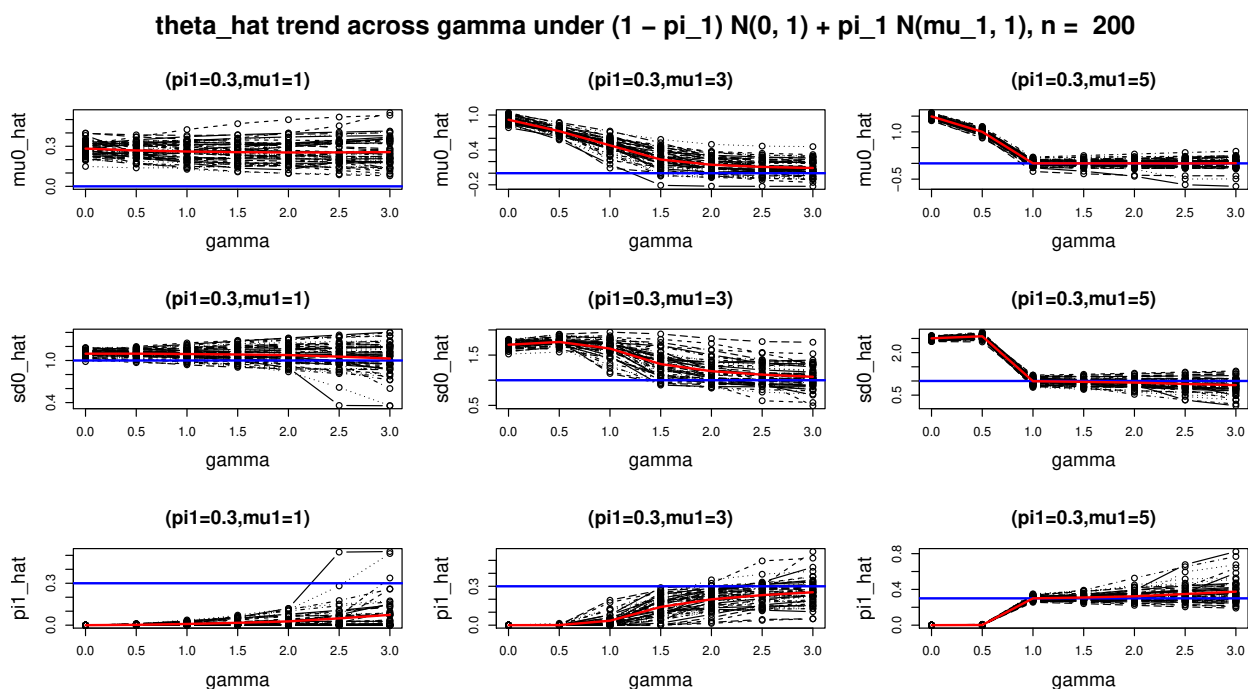 theta_hat trend across gamma under (1 − pi_1) N(0, 1) + pi_1 N(mu_1, 1), n =  200
(pi1=0.3,mu1=1)
mu0_hat
0.0 0.3
0.0 0.5 1.0 1.5 2.0 2.5 3.0
gamma
(pi1=0.3,mu1=3)
mu0_hat
−0.2 0.4 1.0
0.0 0.5 1.0 1.5 2.0 2.5 3.0
gamma
(pi1=0.3,mu1=5)
mu0_hat
−0.5 1.0
0.0 0.5 1.0 1.5 2.0 2.5 3.0
gamma
(pi1=0.3,mu1=1)
sd0_hat
0.4 1.0
0.0 0.5 1.0 1.5 2.0 2.5 3.0
gamma
(pi1=0.3,mu1=3)
sd0_hat
0.5 1.5
0.0 0.5 1.0 1.5 2.0 2.5 3.0
gamma
(pi1=0.3,mu1=5)
sd0_hat
0.5 2.0
0.0 0.5 1.0 1.5 2.0 2.5 3.0
gamma
(pi1=0.3,mu1=1)
pi1_hat
0.0 0.3
0.0 0.5 1.0 1.5 2.0 2.5 3.0
gamma
(pi1=0.3,mu1=3)
pi1_hat
0.0 0.3
0.0 0.5 1.0 1.5 2.0 2.5 3.0
gamma
(pi1=0.3,mu1=5)
pi1_hat
0.0 0.4 0.8
0.0 0.5 1.0 1.5 2.0 2.5 3.0
gamma